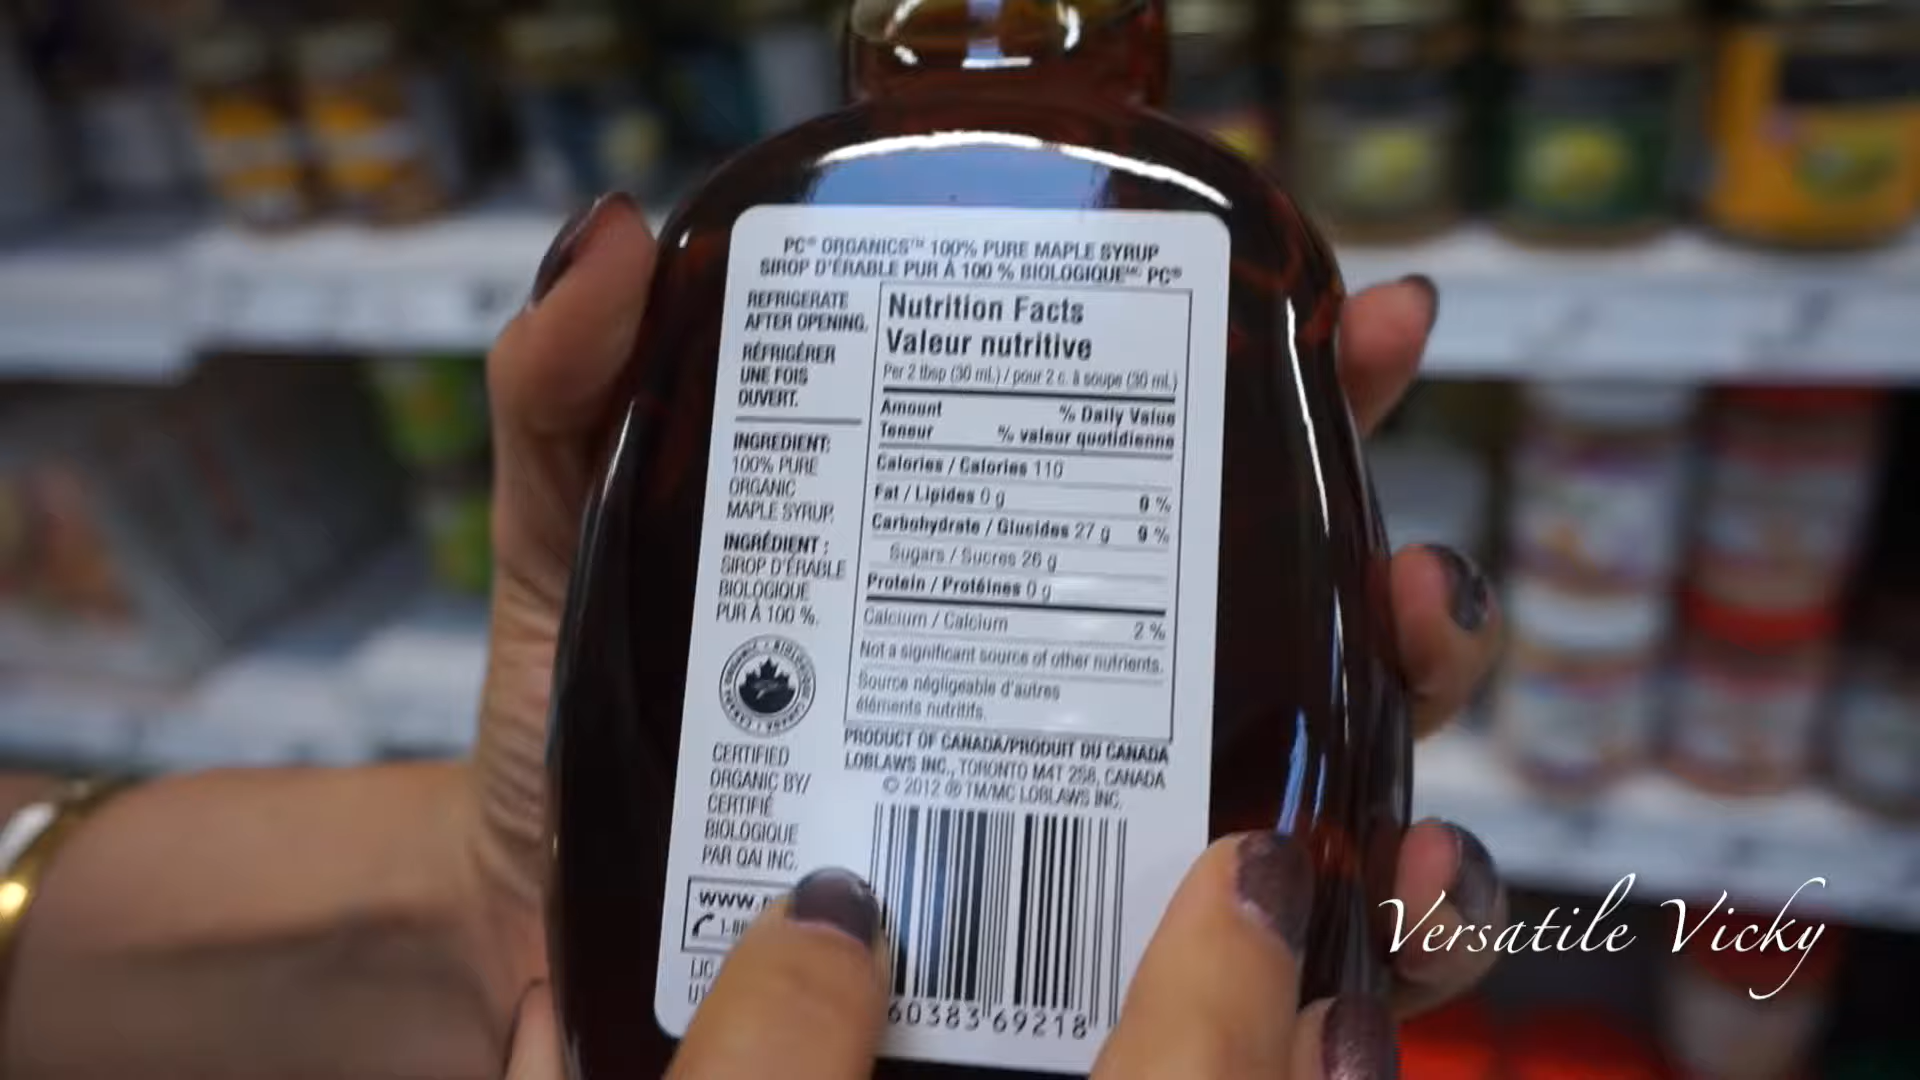 PC® ORGANICS™ 100% PURE MAPLE SYRUP
SIROP D'ÉRABLE PUR À 100 % BIOLOGIQUE PC®
REFRIGERATE
AFTER OPENING.
RÉFRIGÉRER
UNE FOIS
OUVERT.
INGREDIENT:
100% PURE
ORGANIC
MAPLE SYRUP.
INGRÉDIENT :
SIROP D'ÉRABLE
BIOLOGIQUE
PUR À 100 %.
CERTIFIED
ORGANIC BY/
CERTIFIÉ
BIOLOGIQUE
PAR QAI INC.
Nutrition Facts
Valeur nutritive
Per 2 tbsp (30 mL) / pour 2 c. à soupe (30 mL)
Amount % Daily Value
Teneur % valeur quotidienne
Calories / Calories 110
Fat / Lipides 0 g 0 %
Carbohydrate / Glucides 27 g 9 %
Sugars / Sucres 26 g
Protein / Protéines 0 g
Calcium / Calcium 2 %
Not a significant source of other nutrients.
Source négligeable d'autres
éléments nutritifs.
PRODUCT OF CANADA/PRODUIT DU CANADA
LOBLAWS INC., TORONTO M4T 2S8, CANADA
© 2012 ® TM/MC LOBLAWS INC.
60383 69218
Versatile Vicky